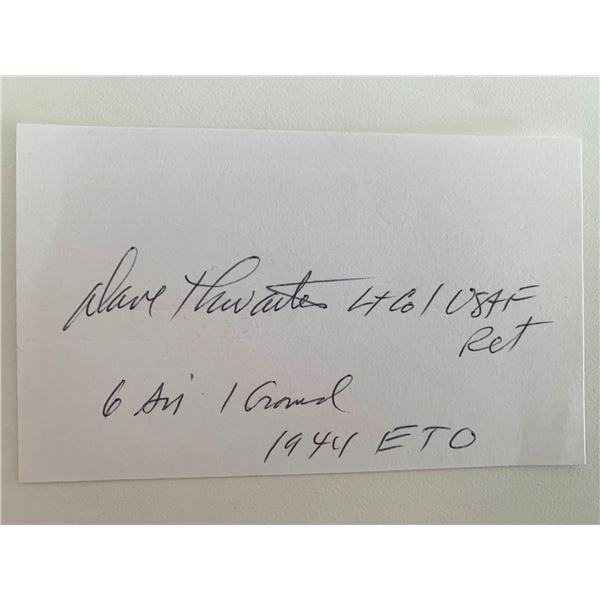 Dave Thwaites Lt Col USAF
Ret
6 Air 1 Ground
1944 ETO